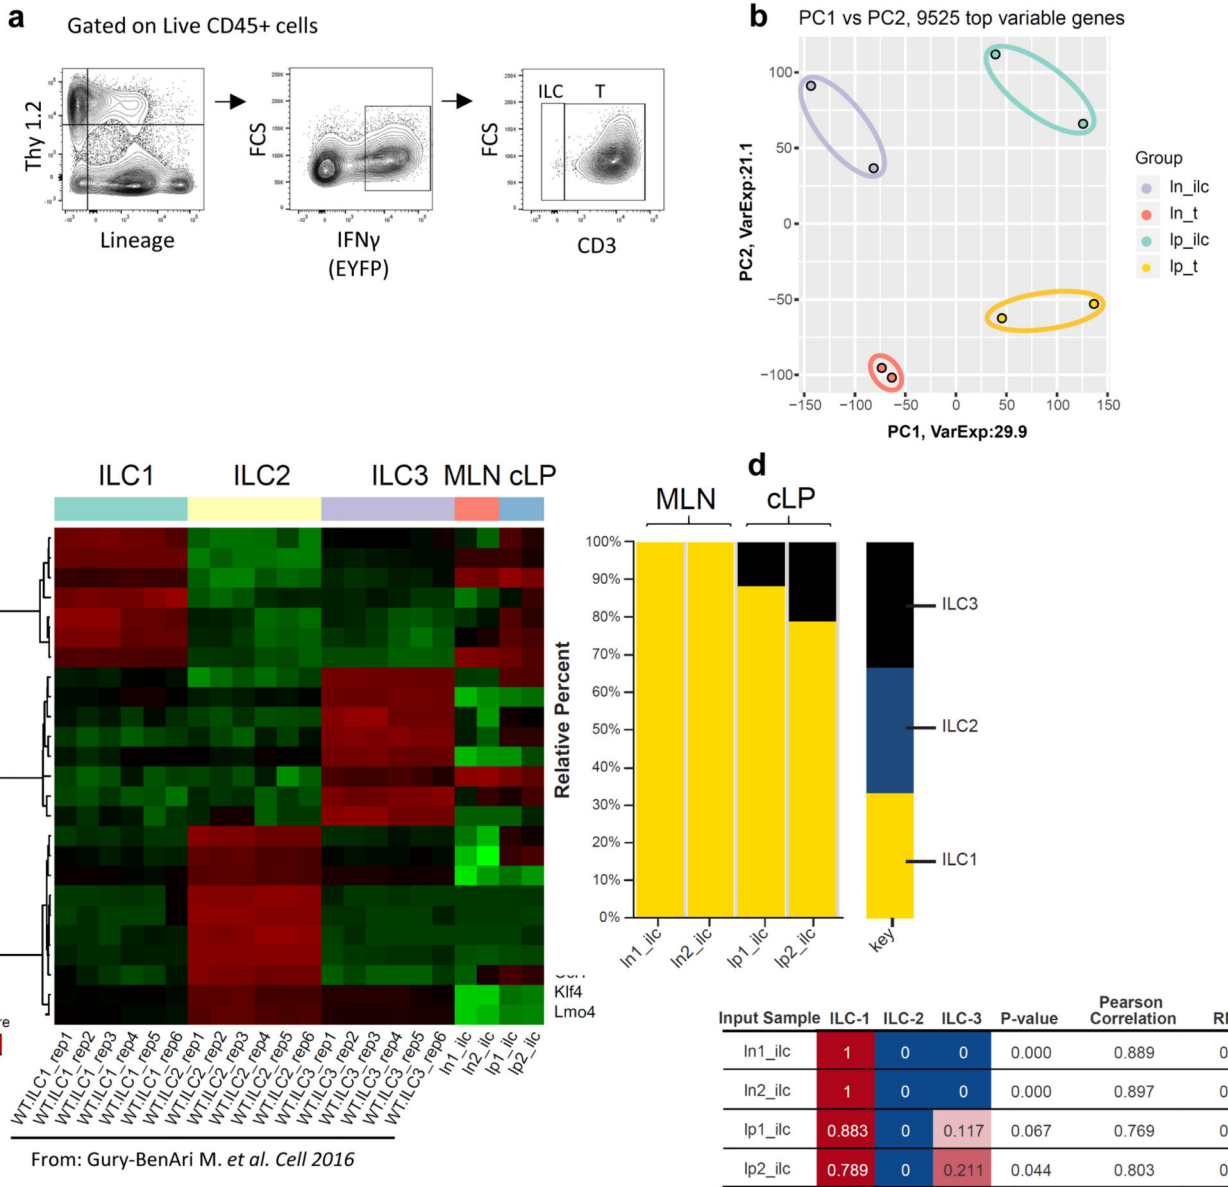 a
Gated on Live CD45+ cells
Thy 1.2
Lineage
FCS
IFNγ
(EYFP)
ILC T
FCS
CD3
b
PC1 vs PC2, 9525 top variable genes
PC2, VarExp:21.1
100
50
0
−50
−100
−150 −100 −50 0 50 100 150
PC1, VarExp:29.9
Group
ln_ilc
ln_t
lp_ilc
lp_t
ILC1 ILC2 ILC3 MLN cLP
Klf4
Lmo4
re
WT.ILC1_rep1
WT.ILC1_rep2
WT.ILC1_rep3
WT.ILC1_rep4
WT.ILC1_rep5
WT.ILC1_rep6
WT.ILC2_rep1
WT.ILC2_rep2
WT.ILC2_rep3
WT.ILC2_rep4
WT.ILC2_rep5
WT.ILC2_rep6
WT.ILC3_rep1
WT.ILC3_rep2
WT.ILC3_rep3
WT.ILC3_rep4
WT.ILC3_rep5
WT.ILC3_rep6
ln1_ilc
ln2_ilc
lp1_ilc
lp2_ilc
From: Gury-BenAri M. et al. Cell 2016
d
MLN cLP
Relative Percent
100%
90%
80%
70%
60%
50%
40%
30%
20%
10%
0%
ln1_ilc
ln2_ilc
lp1_ilc
lp2_ilc
key
ILC3
ILC2
ILC1
Input Sample ILC-1 ILC-2 ILC-3 P-value Pearson Correlation
ln1_ilc 1 0 0 0.000 0.889
ln2_ilc 1 0 0 0.000 0.897
lp1_ilc 0.883 0 0.117 0.067 0.769
lp2_ilc 0.789 0 0.211 0.044 0.803